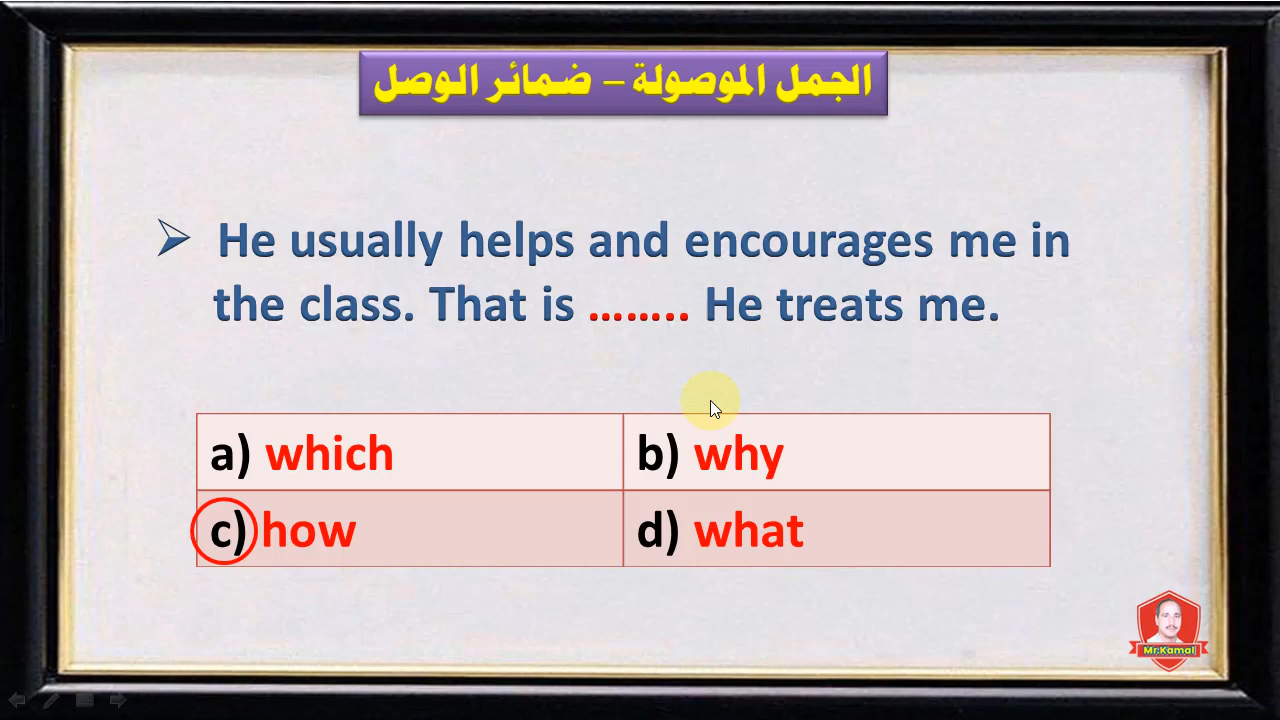 الجمل الموصولة – ضمائر الوصل
➢ He usually helps and encourages me in
the class. That is …….. He treats me.
a) which
b) why
c) how
d) what
Mr.Kamal